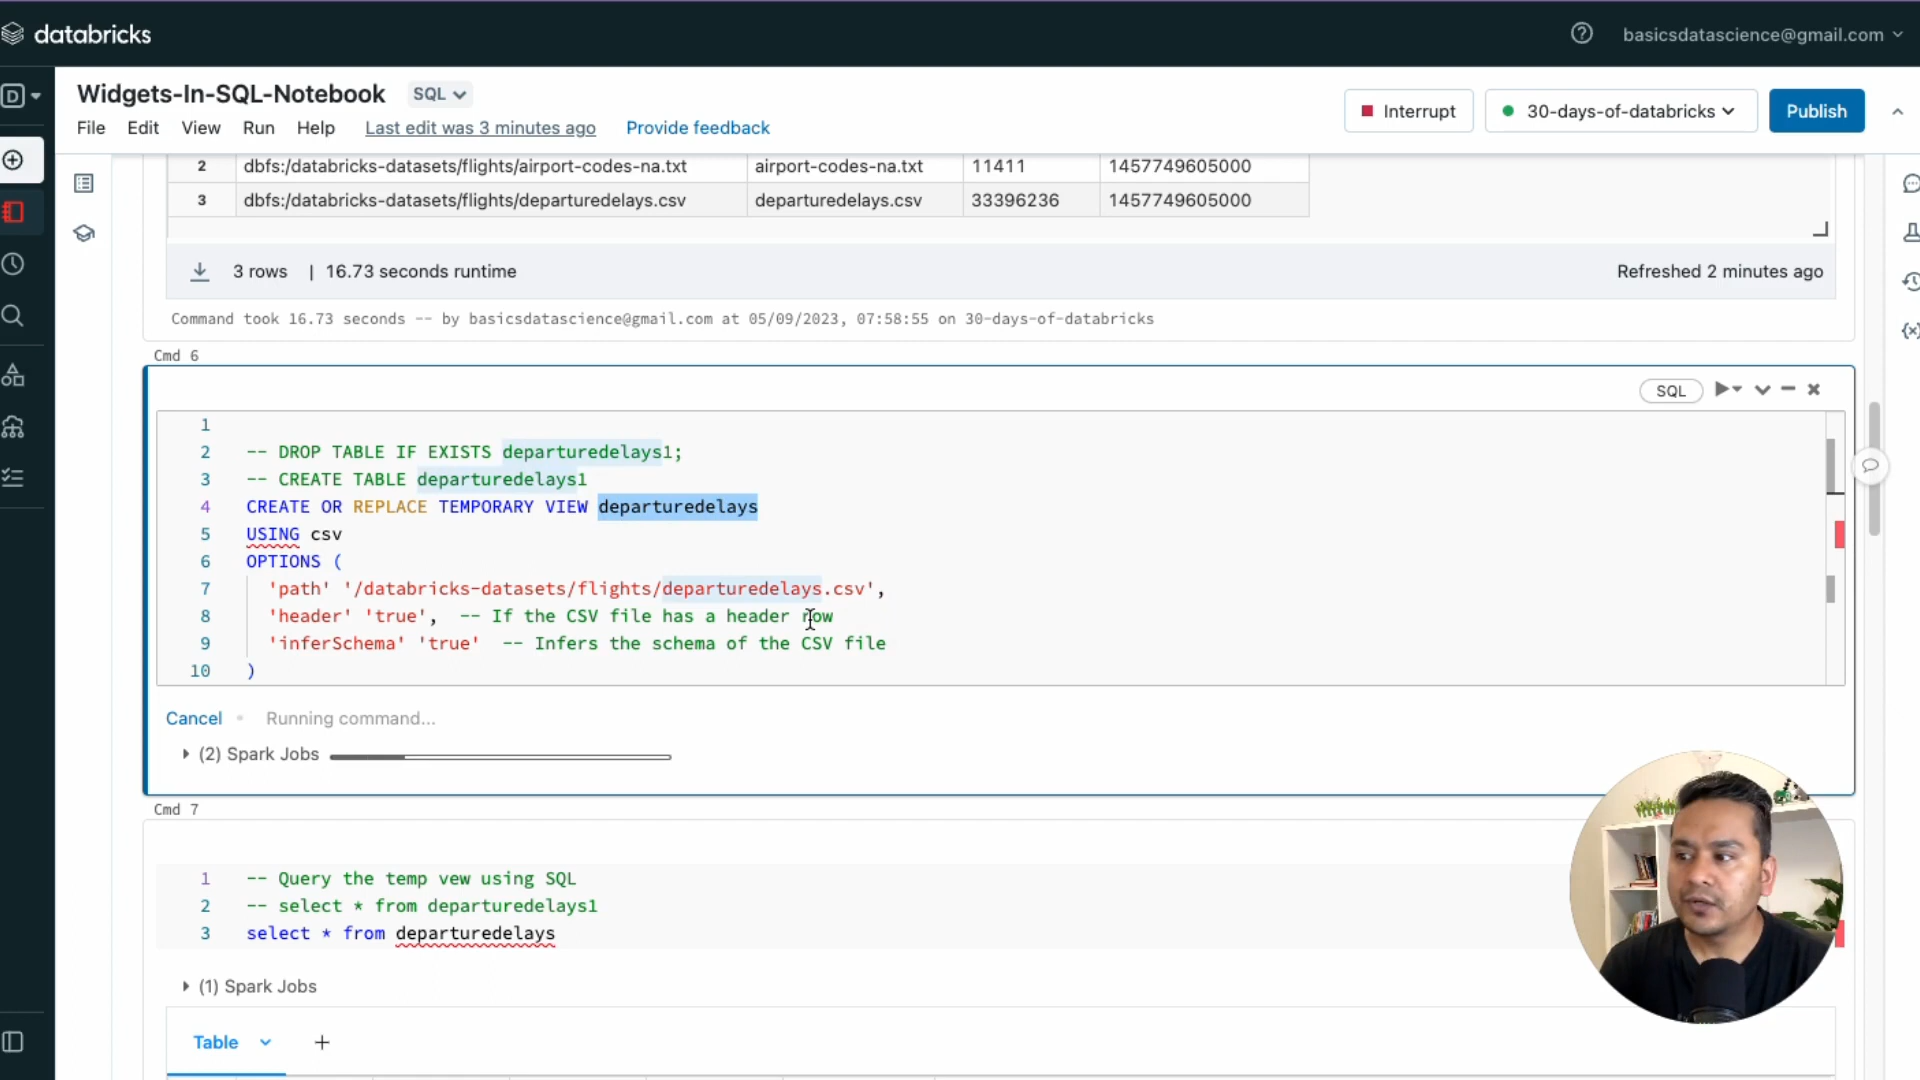 databricks
basicsdatascience@gmail.com
D
Widgets-In-SQL-Notebook SQL
File Edit View Run Help Last edit was 3 minutes ago Provide feedback
Interrupt
30-days-of-databricks
Publish
2 dbfs:/databricks-datasets/flights/airport-codes-na.txt airport-codes-na.txt 11411 1457749605000
3 dbfs:/databricks-datasets/flights/departuredelays.csv departuredelays.csv 33396236 1457749605000
3 rows | 16.73 seconds runtime Refreshed 2 minutes ago
Command took 16.73 seconds -- by basicsdatascience@gmail.com at 05/09/2023, 07:58:55 on 30-days-of-databricks
Cmd 6
SQL
1
2 -- DROP TABLE IF EXISTS departuredelays1;
3 -- CREATE TABLE departuredelays1
4 CREATE OR REPLACE TEMPORARY VIEW departuredelays
5 USING csv
6 OPTIONS (
7 'path' '/databricks-datasets/flights/departuredelays.csv',
8 'header' 'true', -- If the CSV file has a header row
9 'inferSchema' 'true' -- Infers the schema of the CSV file
10 )
Cancel Running command...
(2) Spark Jobs
Cmd 7
1 -- Query the temp vew using SQL
2 -- select * from departuredelays1
3 select * from departuredelays
(1) Spark Jobs
Table +